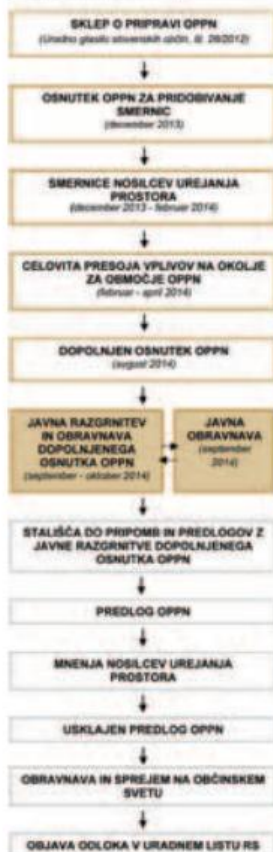 SKLEP O PRIPRAVI OPPN
(Uradno glasilo slovenskih občin, št. 26/2012)
OSNUTEK OPPN ZA PRIDOBIVANJE
SMERNIC
(december 2013)
SMERNICE NOSILCEV UREJANJA
PROSTORA
(december 2013 - februar 2014)
CELOVITA PRESOJA VPLIVOV NA OKOLJE
ZA OBMOČJE OPPN
(februar - april 2014)
DOPOLNJEN OSNUTEK OPPN
(avgust 2014)
JAVNA RAZGRNITEV
IN OBRAVNAVA
DOPOLNJENEGA
OSNUTKA OPPN
(september - oktober 2014)
JAVNA
OBRAVNAVA
(september
2014)
STALIŠČA DO PRIPOMB IN PREDLOGOV Z
JAVNE RAZGRNITVE DOPOLNJENEGA
OSNUTKA OPPN
PREDLOG OPPN
MNENJA NOSILCEV UREJANJA
PROSTORA
USKLAJEN PREDLOG OPPN
OBRAVNAVA IN SPREJEM NA OBČINSKEM
SVETU
OBJAVA ODLOKA V URADNEM LISTU RS